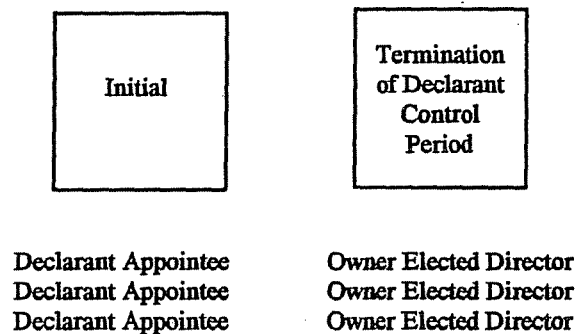 Initial
Termination
of Declarant
Control
Period
Declarant Appointee
Declarant Appointee
Declarant Appointee
Owner Elected Director
Owner Elected Director
Owner Elected Director